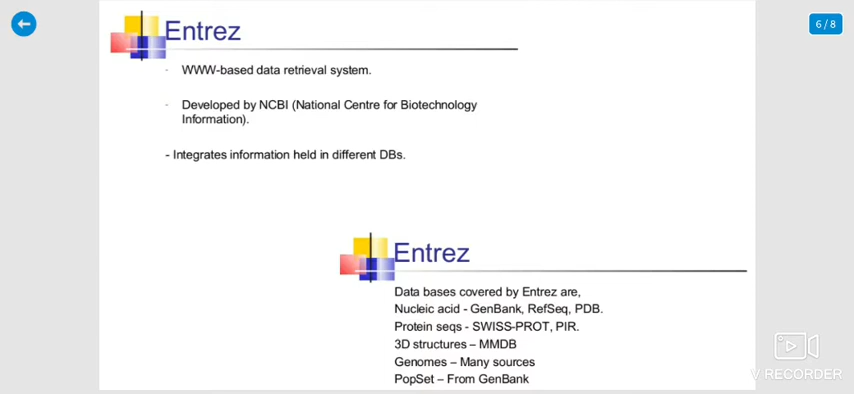 6 / 8
Entrez
- WWW-based data retrieval system.
- Developed by NCBI (National Centre for Biotechnology
Information).
- Integrates information held in different DBs.
Entrez
Data bases covered by Entrez are,
Nucleic acid - GenBank, RefSeq, PDB.
Protein seqs - SWISS-PROT, PIR.
3D structures – MMDB
Genomes – Many sources
PopSet – From GenBank
V RECORDER